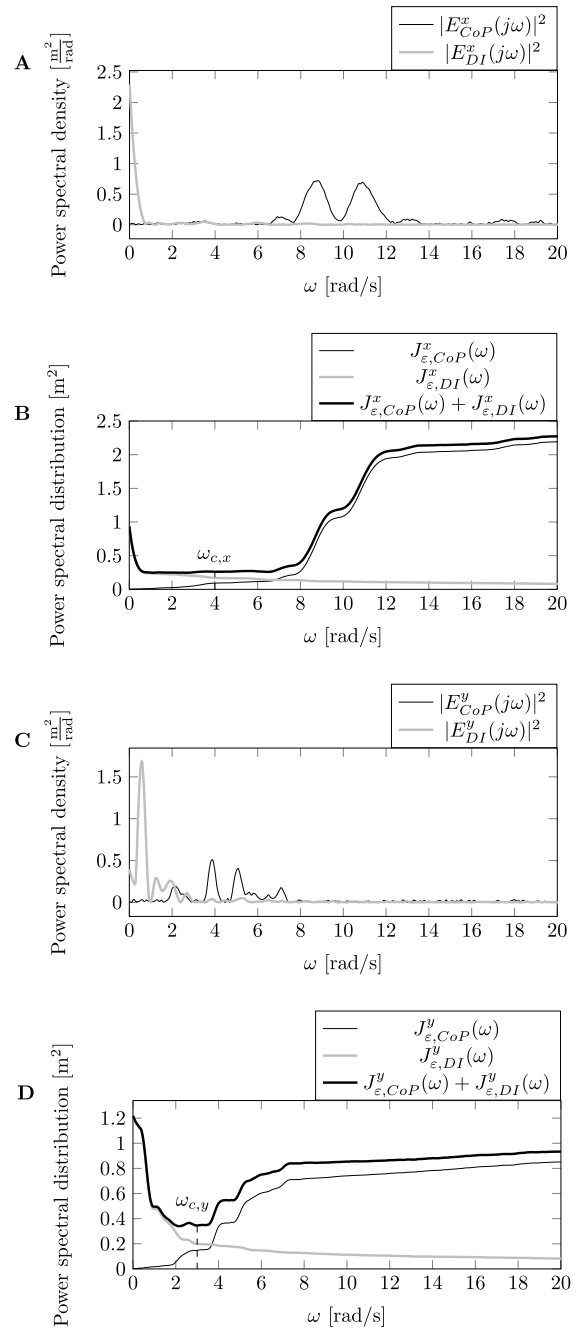 |E^x_{CoP}(jω)|^2
|E^x_{DI}(jω)|^2
A
Power spectral density [m^2/rad]
2.5
2
1.5
1
0.5
0
0 2 4 6 8 10 12 14 16 18 20
ω [rad/s]
J^x_{ε,CoP}(ω)
J^x_{ε,DI}(ω)
J^x_{ε,CoP}(ω) + J^x_{ε,DI}(ω)
B
Power spectral distribution [m^2]
2.5
2
1.5
1
0.5
0
ω_{c,x}
0 2 4 6 8 10 12 14 16 18 20
ω [rad/s]
|E^y_{CoP}(jω)|^2
|E^y_{DI}(jω)|^2
C
Power spectral density [m^2/rad]
1.5
1
0.5
0
0 2 4 6 8 10 12 14 16 18 20
ω [rad/s]
J^y_{ε,CoP}(ω)
J^y_{ε,DI}(ω)
J^y_{ε,CoP}(ω) + J^y_{ε,DI}(ω)
D
Power spectral distribution [m^2]
1.2
1
0.8
0.6
0.4
0.2
0
ω_{c,y}
0 2 4 6 8 10 12 14 16 18 20
ω [rad/s]